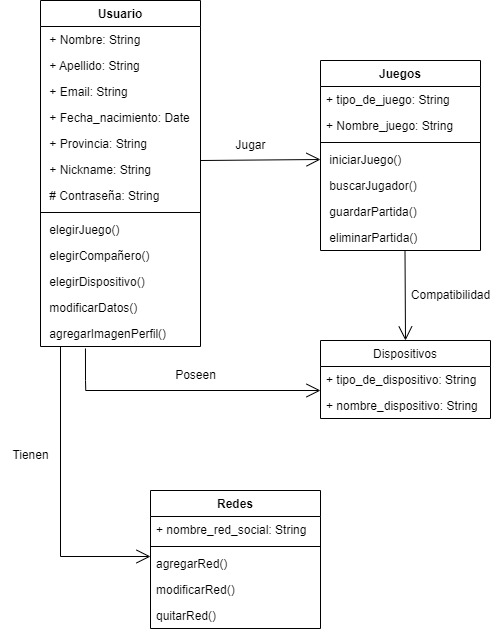 Usuario
+ Nombre: String
+ Apellido: String
+ Email: String
+ Fecha_nacimiento: Date
+ Provincia: String
+ Nickname: String
# Contraseña: String
elegirJuego()
elegirCompañero()
elegirDispositivo()
modificarDatos()
agregarImagenPerfil()
Jugar
Juegos
+ tipo_de_juego: String
+ Nombre_juego: String
iniciarJuego()
buscarJugador()
guardarPartida()
eliminarPartida()
Compatibilidad
Dispositivos
+ tipo_de_dispositivo: String
+ nombre_dispositivo: String
Poseen
Tienen
Redes
+ nombre_red_social: String
agregarRed()
modificarRed()
quitarRed()